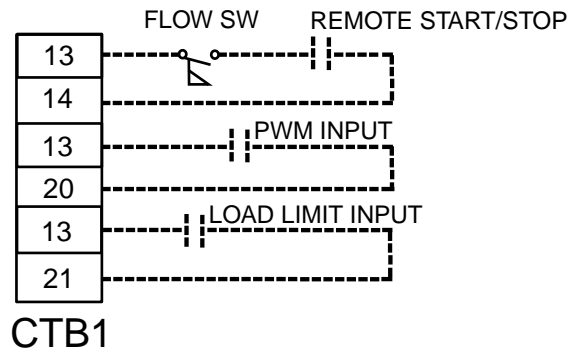 FLOW SW
REMOTE START/STOP
13
14
PWM INPUT
13
20
LOAD LIMIT INPUT
13
21
CTB1